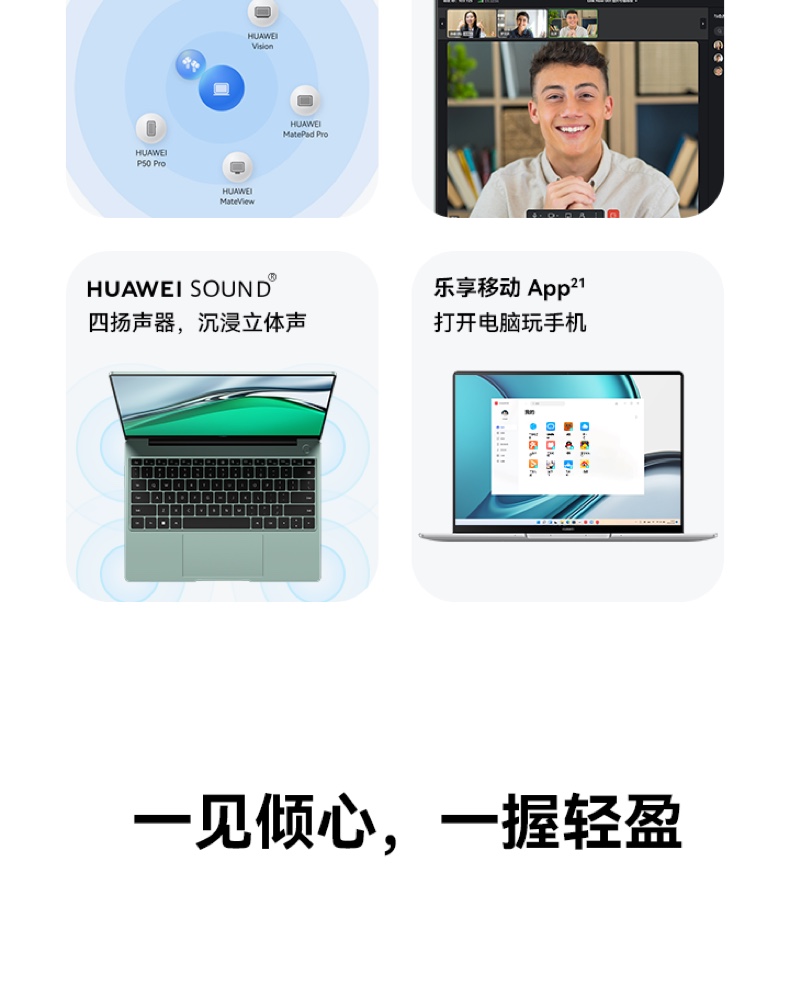 HUAWEI
Vision
HUAWEI
MatePad Pro
HUAWEI
P50 Pro
HUAWEI
MateView
HUAWEI SOUND®
四扬声器，沉浸立体声
乐享移动 App21
打开电脑玩手机
我的
一见倾心，一握轻盈